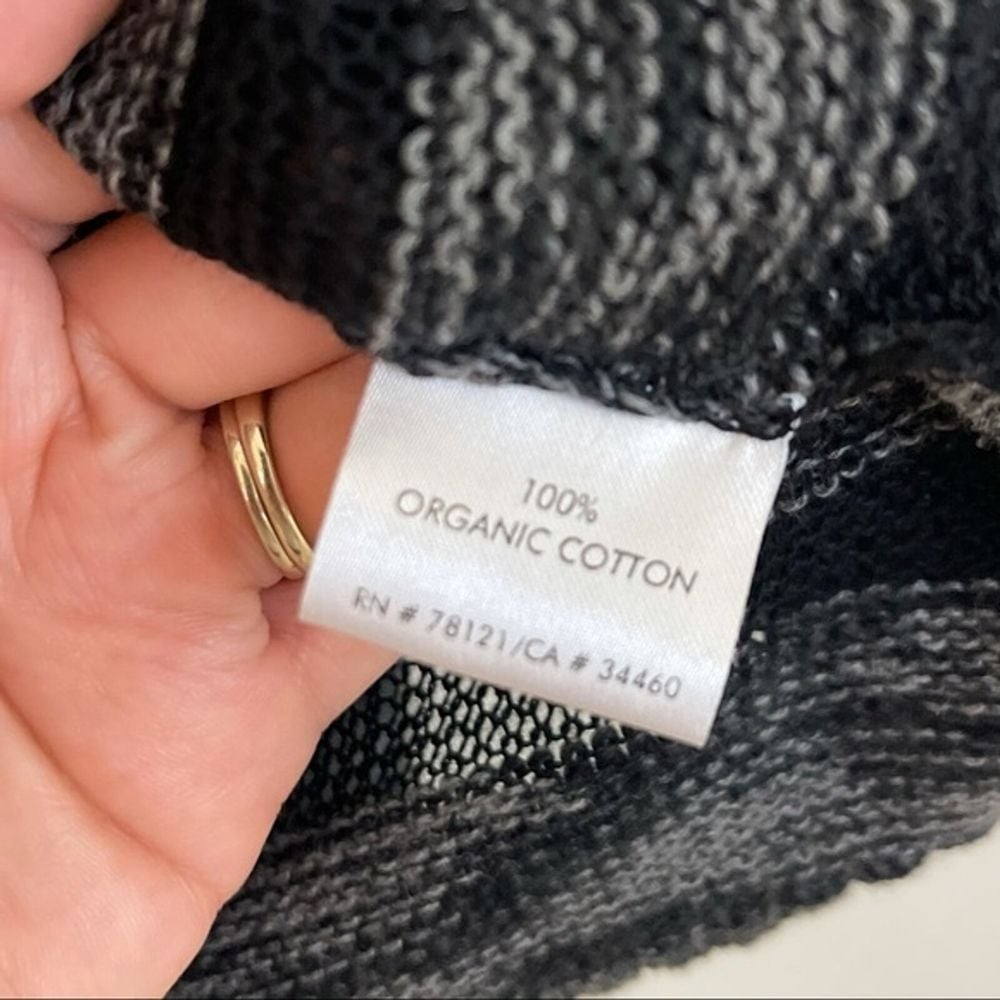 100%
ORGANIC COTTON
RN # 78121/CA # 34460